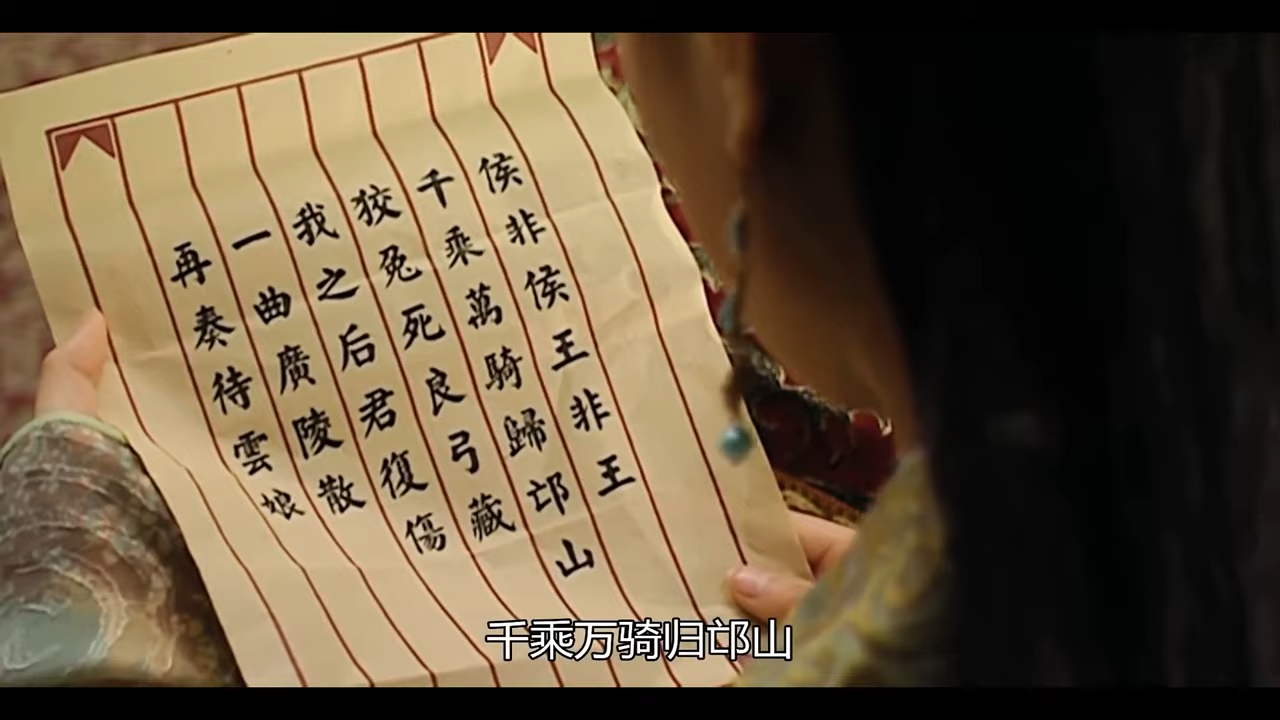 侯非侯王非王
千乘萬騎歸邙山
狡兔死良弓藏
我之后君復傷
一曲廣陵散
再奏待雲娘
千乘万骑归邙山